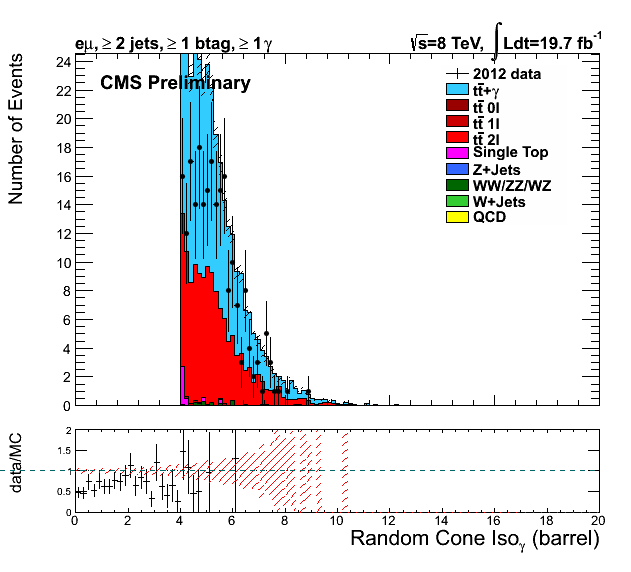 eμ, ≥ 2 jets, ≥ 1 btag, ≥ 1γ
√s=8 TeV, ∫Ldt=19.7 fb⁻¹
CMS Preliminary
2012 data
tt̄+γ
tt̄ 0l
tt̄ 1l
tt̄ 2l
Single Top
Z+Jets
WW/ZZ/WZ
W+Jets
QCD
Number of Events
24
22
20
18
16
14
12
10
8
6
4
2
0
data/MC
2
1.5
1
0.5
0
0 2 4 6 8 10 12 14 16 18 20
Random Cone Isoγ (barrel)